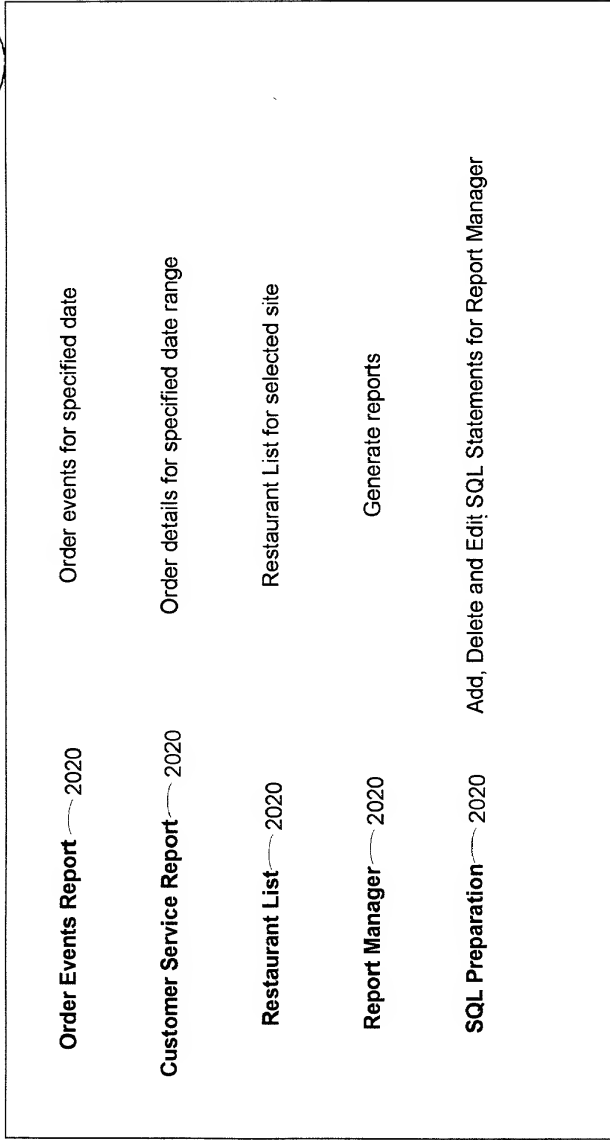 Order Events Report 2020 Order events for specified date
Customer Service Report 2020 Order details for specified date range
Restaurant List 2020 Restaurant List for selected site
Report Manager 2020 Generate reports
SQL Preparation 2020 Add, Delete and Edit SQL Statements for Report Manager